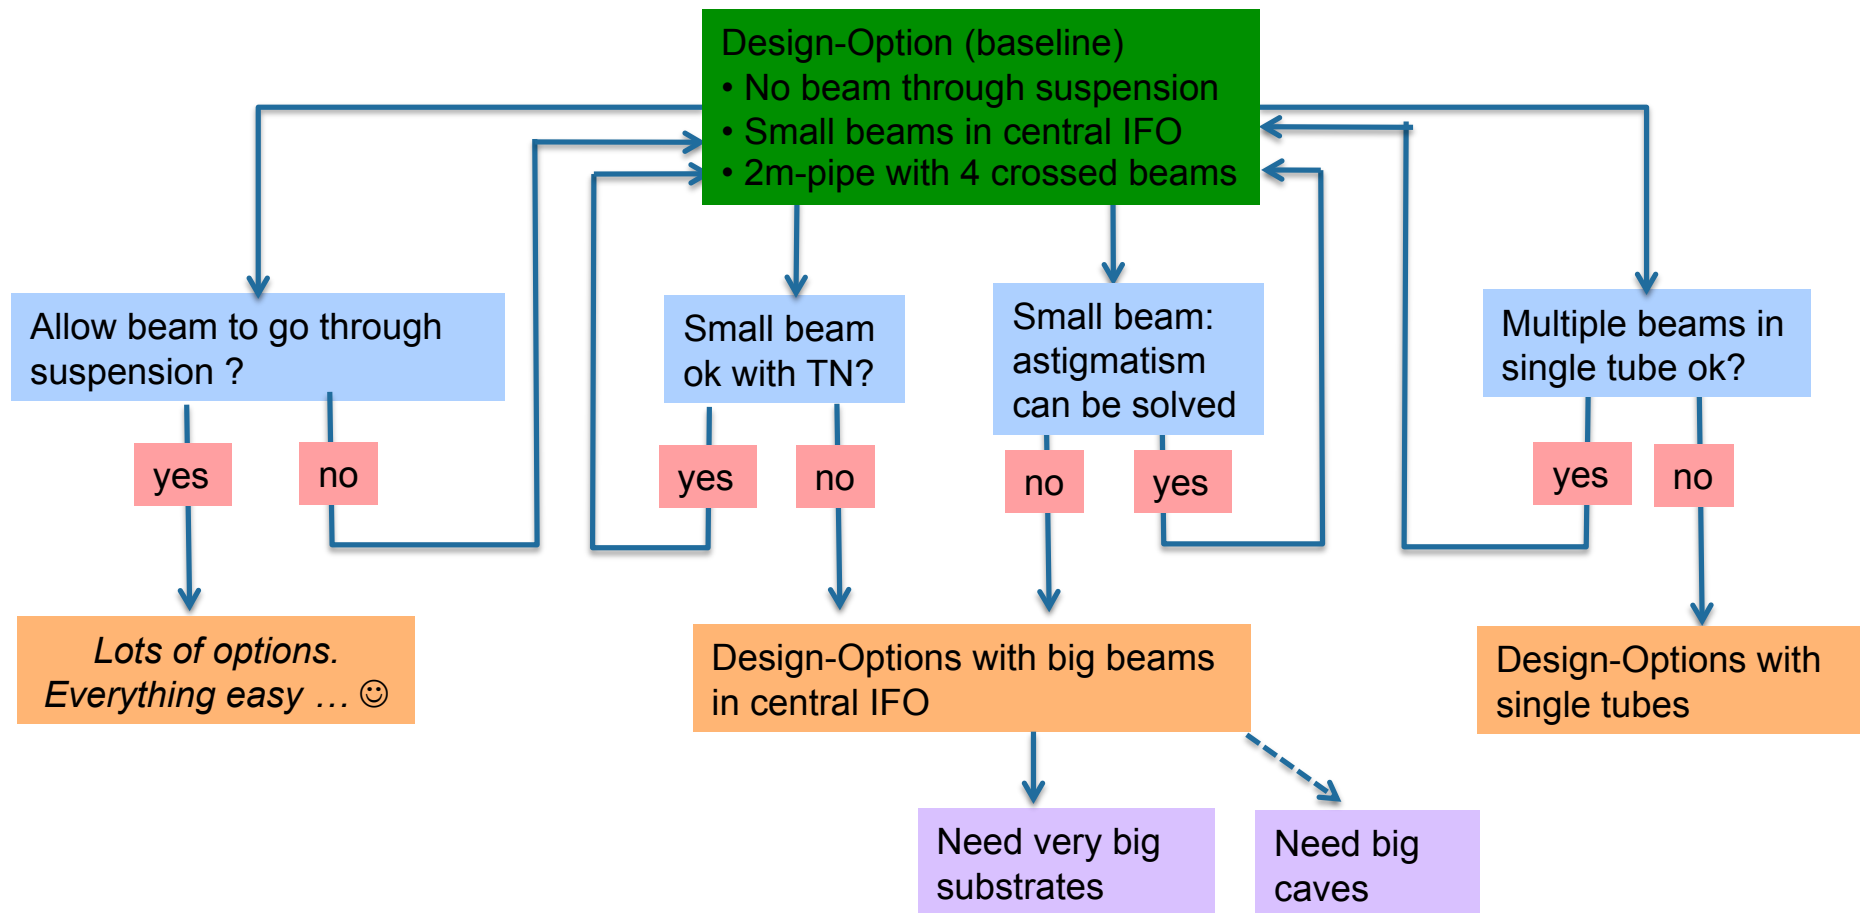 Design-Option (baseline)
• No beam through suspension
• Small beams in central IFO
• 2m-pipe with 4 crossed beams
Allow beam to go through
suspension ?
Small beam
ok with TN?
Small beam:
astigmatism
can be solved
Multiple beams in
single tube ok?
yes
no
yes
no
no
yes
yes
no
Lots of options.
Everything easy … ☺
Design-Options with big beams
in central IFO
Design-Options with
single tubes
Need very big
substrates
Need big
caves